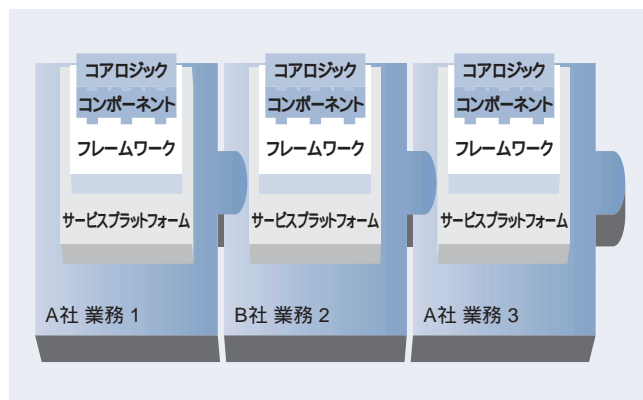 コアロジック
コンポーネント
フレームワーク
サービスプラットフォーム
A社 業務 1
コアロジック
コンポーネント
フレームワーク
サービスプラットフォーム
B社 業務 2
コアロジック
コンポーネント
フレームワーク
サービスプラットフォーム
A社 業務 3